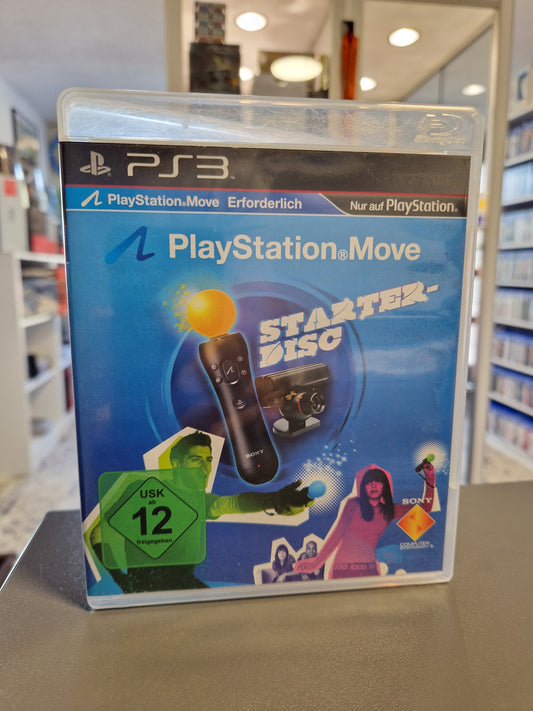 Blu-ray Disc
PS3
PlayStation®Move Erforderlich
Nur auf PlayStation®
PlayStation®Move
STARTER-
DISC
SONY
USK
ab
12
freigegeben
SONY
COMPUTER
ENTERTAINMENT®